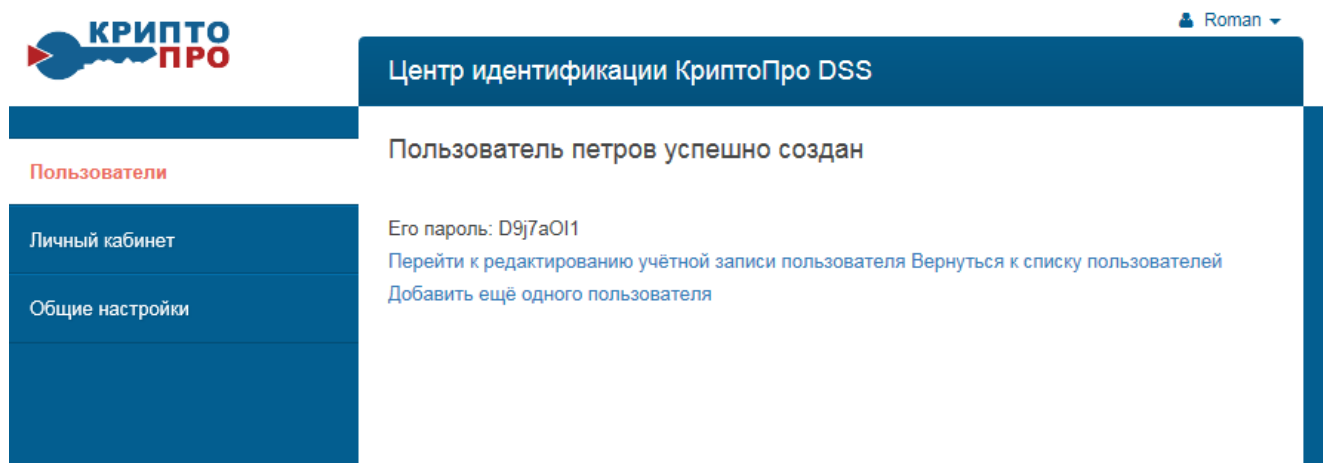 КРИПТО
ПРО
Roman
Центр идентификации КриптоПро DSS
Пользователи
Личный кабинет
Общие настройки
Пользователь петров успешно создан
Его пароль: D9j7aOI1
Перейти к редактированию учётной записи пользователя Вернуться к списку пользователей
Добавить ещё одного пользователя